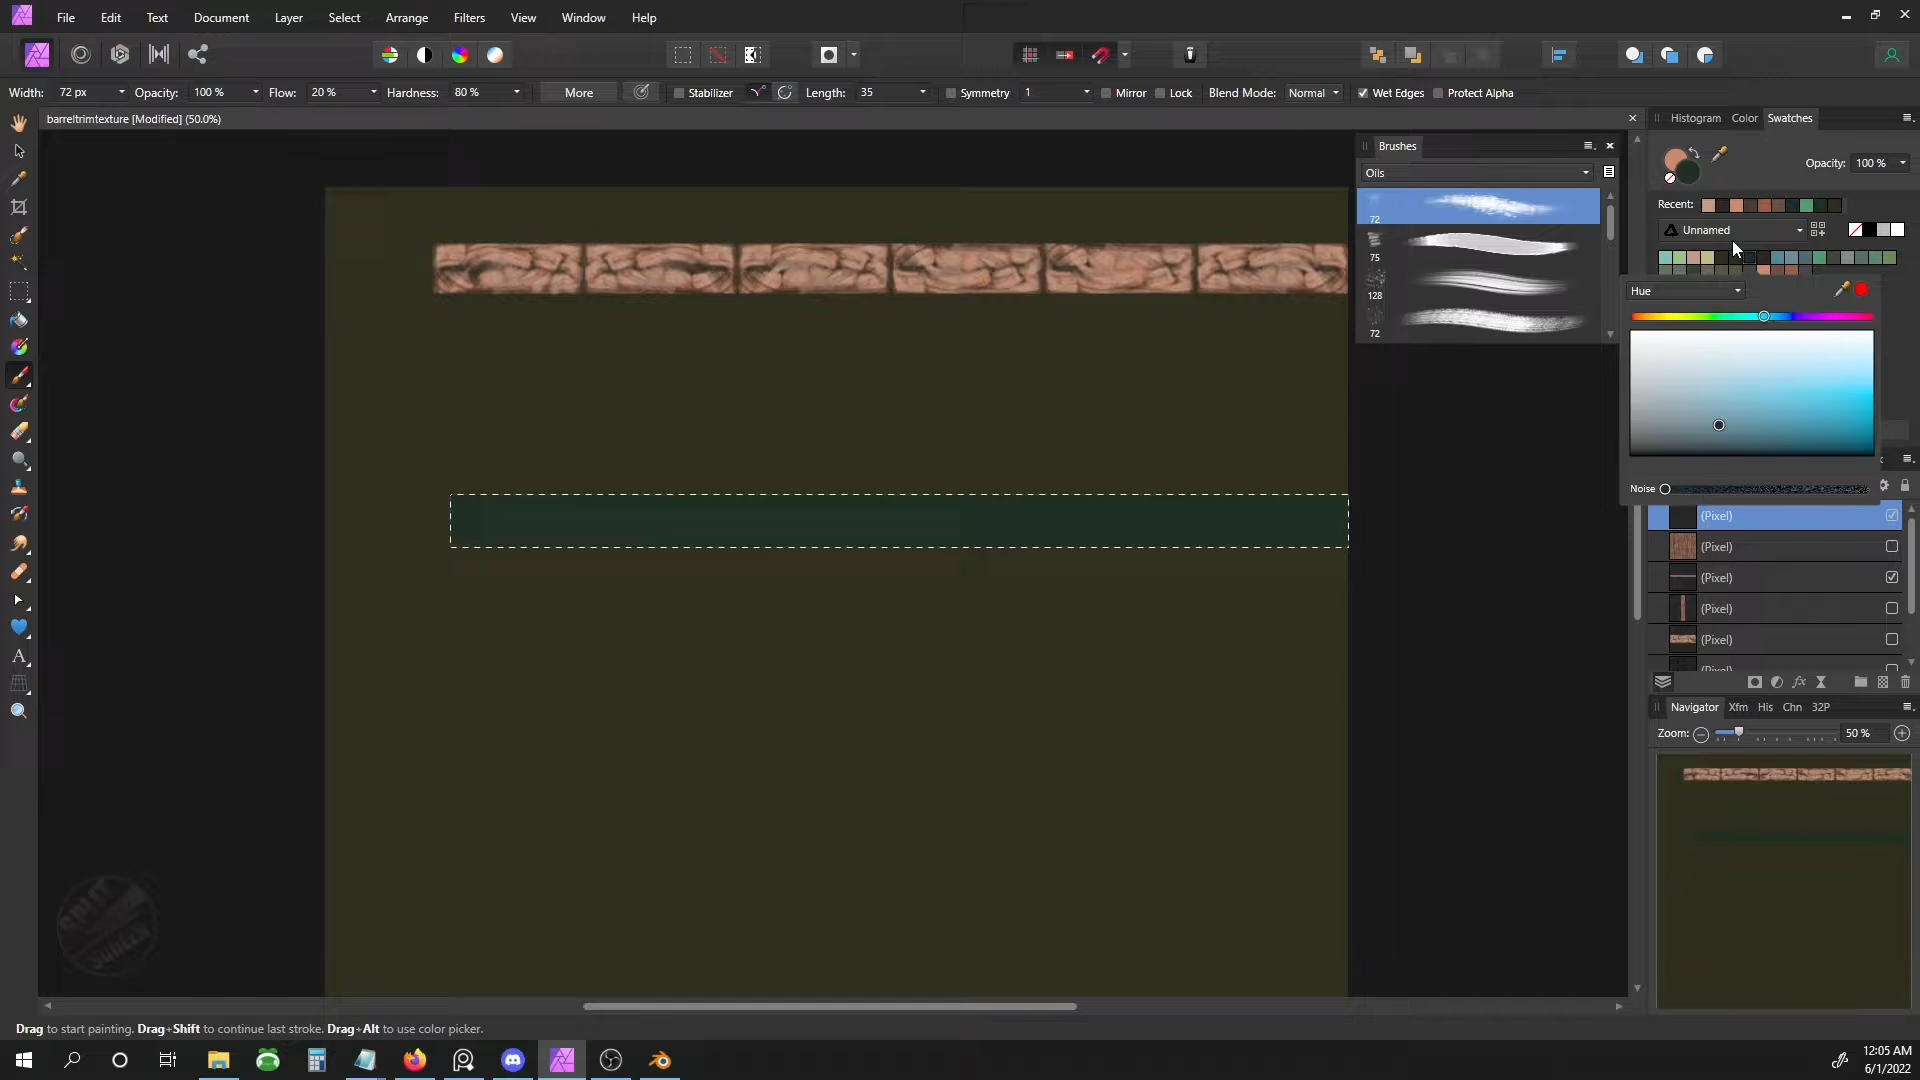 File Edit Text Document Layer Select Arrange Filters View Window Help
Width: 72 px Opacity: 100 % Flow: 20 % Hardness: 80 % More Stabilizer Length: 35 Symmetry 1 Mirror Lock Blend Mode: Normal Wet Edges Protect Alpha
barreltrimtexture [Modified] (50.0%)
Histogram Color Swatches
Brushes
Opacity: 100 %
Oils
Recent:
72
Unnamed
75
Hue
128
72
Noise
(Pixel)
(Pixel)
(Pixel)
(Pixel)
(Pixel)
(Pixel)
Navigator Xfm His Chn 32P
Zoom: 50 %
SPLIT
SCREEN
Drag to start painting. Drag+Shift to continue last stroke. Drag+Alt to use color picker.
12:05 AM
6/1/2022